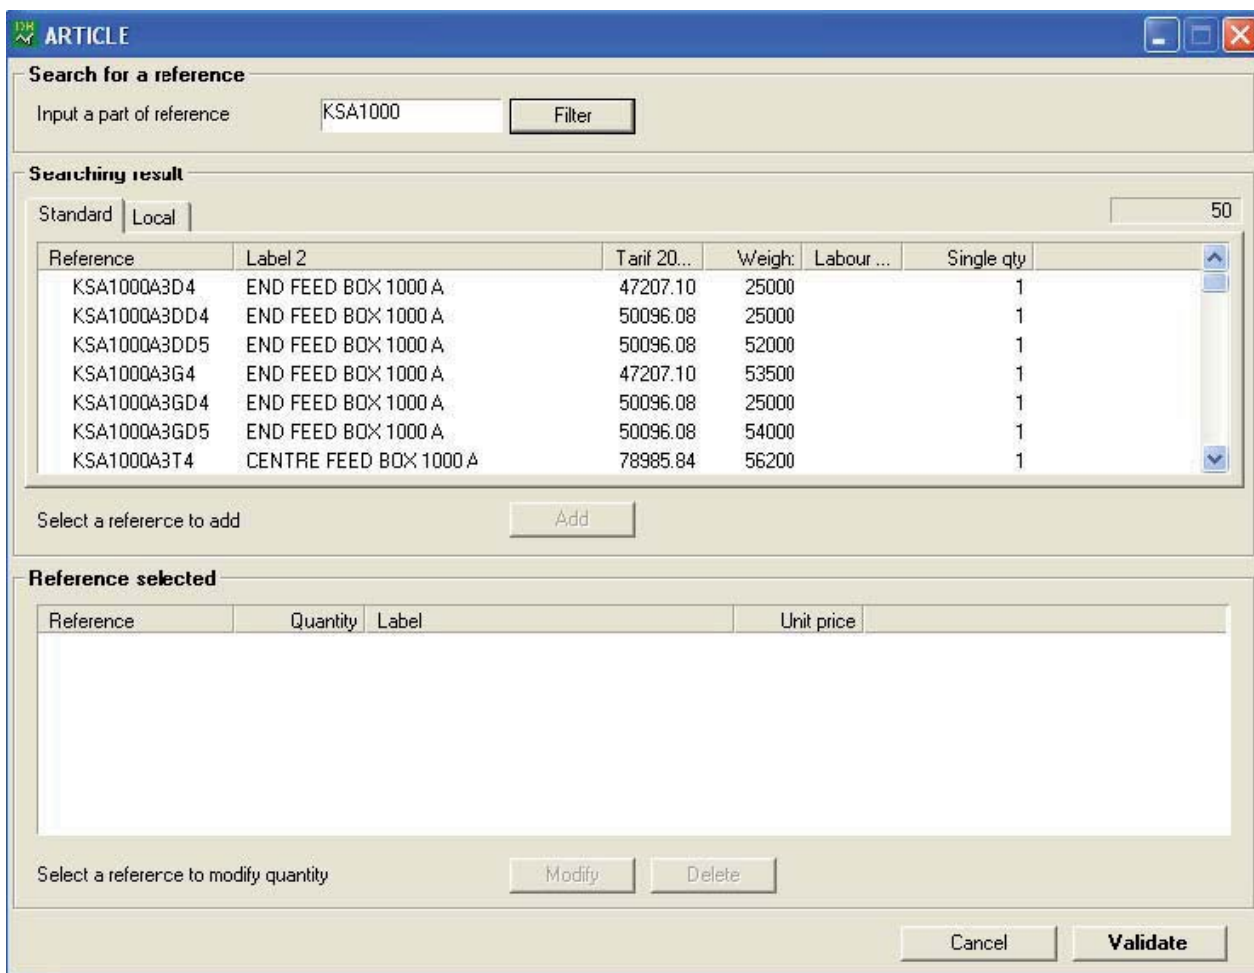 ARTICLE
Search for a reference
Input a part of reference KSA1000 Filter
Searching result
Standard Local 50
Reference Label 2 Tarif 20... Weigh: Labour ... Single qty
KSA1000A3D4 END FEED BOX 1000 A 47207.10 25000 1
KSA1000A3DD4 END FEED BOX 1000 A 50096.08 25000 1
KSA1000A3DD5 END FEED BOX 1000 A 50096.08 52000 1
KSA1000A3G4 END FEED BOX 1000 A 47207.10 53500 1
KSA1000A3GD4 END FEED BOX 1000 A 50096.08 25000 1
KSA1000A3GD5 END FEED BOX 1000 A 50096.08 54000 1
KSA1000A3T4 CENTRE FEED BOX 1000 A 78985.84 56200 1
Select a reference to add Add
Reference selected
Reference Quantity Label Unit price
Select a reference to modify quantity Modify Delete
Cancel Validate